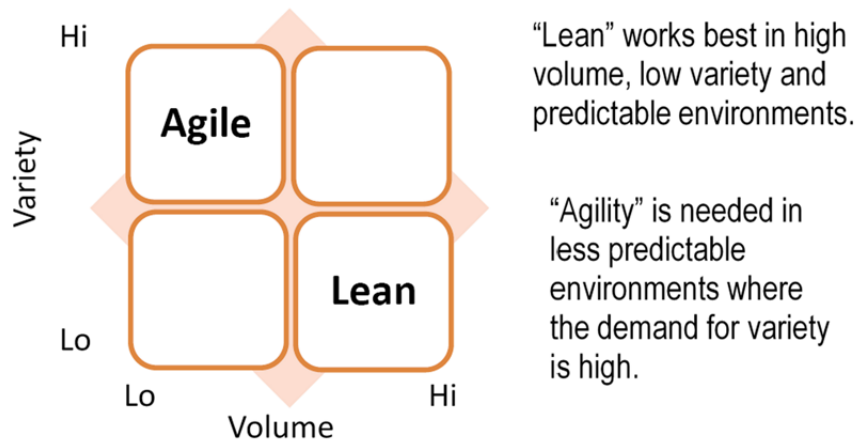 Hi
Variety
Lo
Agile
Lean
Lo
Hi
Volume
“Lean” works best in high
volume, low variety and
predictable environments.
“Agility” is needed in
less predictable
environments where
the demand for variety
is high.